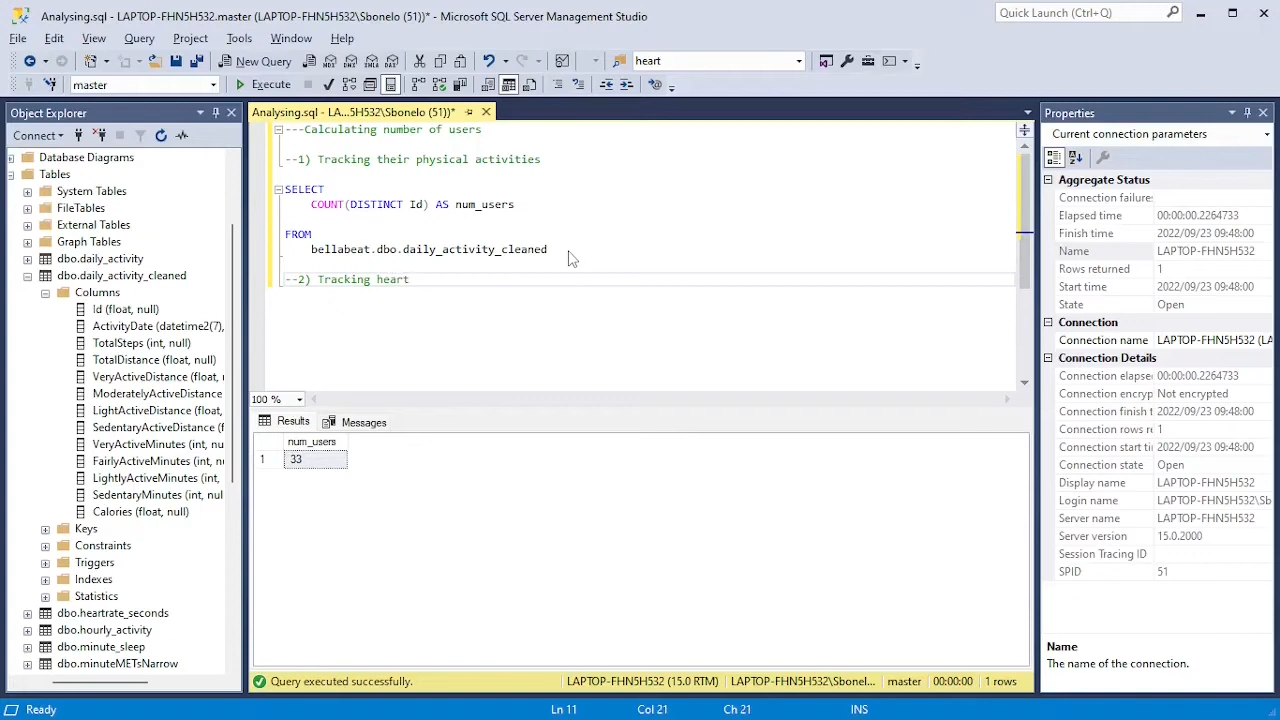 Analysing.sql - LAPTOP-FHN5H532.master (LAPTOP-FHN5H532\Sbonelo (51))* - Microsoft SQL Server Management Studio
Quick Launch (Ctrl+Q)
File Edit View Query Project Tools Window Help
New Query
heart
master
Execute
Object Explorer
Connect
Database Diagrams
Tables
System Tables
FileTables
External Tables
Graph Tables
dbo.daily_activity
dbo.daily_activity_cleaned
Columns
Id (float, null)
ActivityDate (datetime2(7),
TotalSteps (int, null)
TotalDistance (float, null)
VeryActiveDistance (float,
ModeratelyActiveDistance
LightActiveDistance (float,
SedentaryActiveDistance (
VeryActiveMinutes (int, nu
FairlyActiveMinutes (int, n
LightlyActiveMinutes (int,
SedentaryMinutes (int, nul
Calories (float, null)
Keys
Constraints
Triggers
Indexes
Statistics
dbo.heartrate_seconds
dbo.hourly_activity
dbo.minute_sleep
dbo.minuteMETsNarrow
Analysing.sql - LA...5H532\Sbonelo (51))*
---Calculating number of users
--1) Tracking their physical activities
SELECT
COUNT(DISTINCT Id) AS num_users
FROM
bellabeat.dbo.daily_activity_cleaned
--2) Tracking heart
100 %
Results Messages
num_users
1 33
Query executed successfully.
LAPTOP-FHN5H532 (15.0 RTM)
LAPTOP-FHN5H532\Sbonel...
master
00:00:00
1 rows
Properties
Current connection parameters
Aggregate Status
Connection failures
Elapsed time 00:00:00.2264733
Finish time 2022/09/23 09:48:00
Name LAPTOP-FHN5H532
Rows returned 1
Start time 2022/09/23 09:48:00
State Open
Connection
Connection name LAPTOP-FHN5H532 (LA
Connection Details
Connection elapse 00:00:00.2264733
Connection encryp Not encrypted
Connection finish t 2022/09/23 09:48:00
Connection rows re 1
Connection start ti 2022/09/23 09:48:00
Connection state Open
Display name LAPTOP-FHN5H532
Login name LAPTOP-FHN5H532\Sb
Server name LAPTOP-FHN5H532
Server version 15.0.2000
Session Tracing ID
SPID 51
Name
The name of the connection.
Ready
Ln 11
Col 21
Ch 21
INS